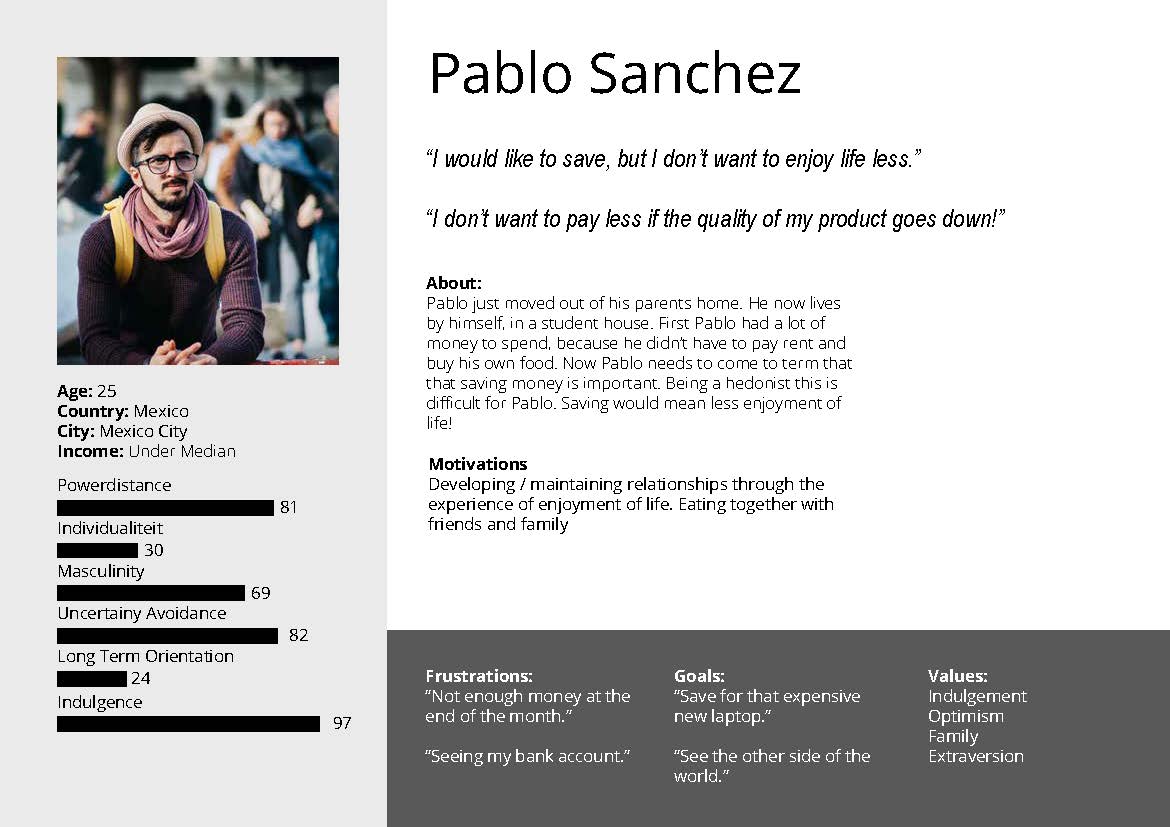 Pablo Sanchez
“I would like to save, but I don’t want to enjoy life less.”
“I don’t want to pay less if the quality of my product goes down!”
About:
Pablo just moved out of his parents home. He now lives
by himself, in a student house. First Pablo had a lot of
money to spend, because he didn’t have to pay rent and
buy his own food. Now Pablo needs to come to term that
that saving money is important. Being a hedonist this is
difficult for Pablo. Saving would mean less enjoyment of
life!
Motivations
Developing / maintaining relationships through the
experience of enjoyment of life. Eating together with
friends and family
Age: 25
Country: Mexico
City: Mexico City
Income: Under Median
Powerdistance
81
Individualiteit
30
Masculinity
69
Uncertainy Avoidance
82
Long Term Orientation
24
Indulgence
97
Frustrations:
“Not enough money at the
end of the month.”
“Seeing my bank account.”
Goals:
“Save for that expensive
new laptop.”
“See the other side of the
world.”
Values:
Indulgement
Optimism
Family
Extraversion